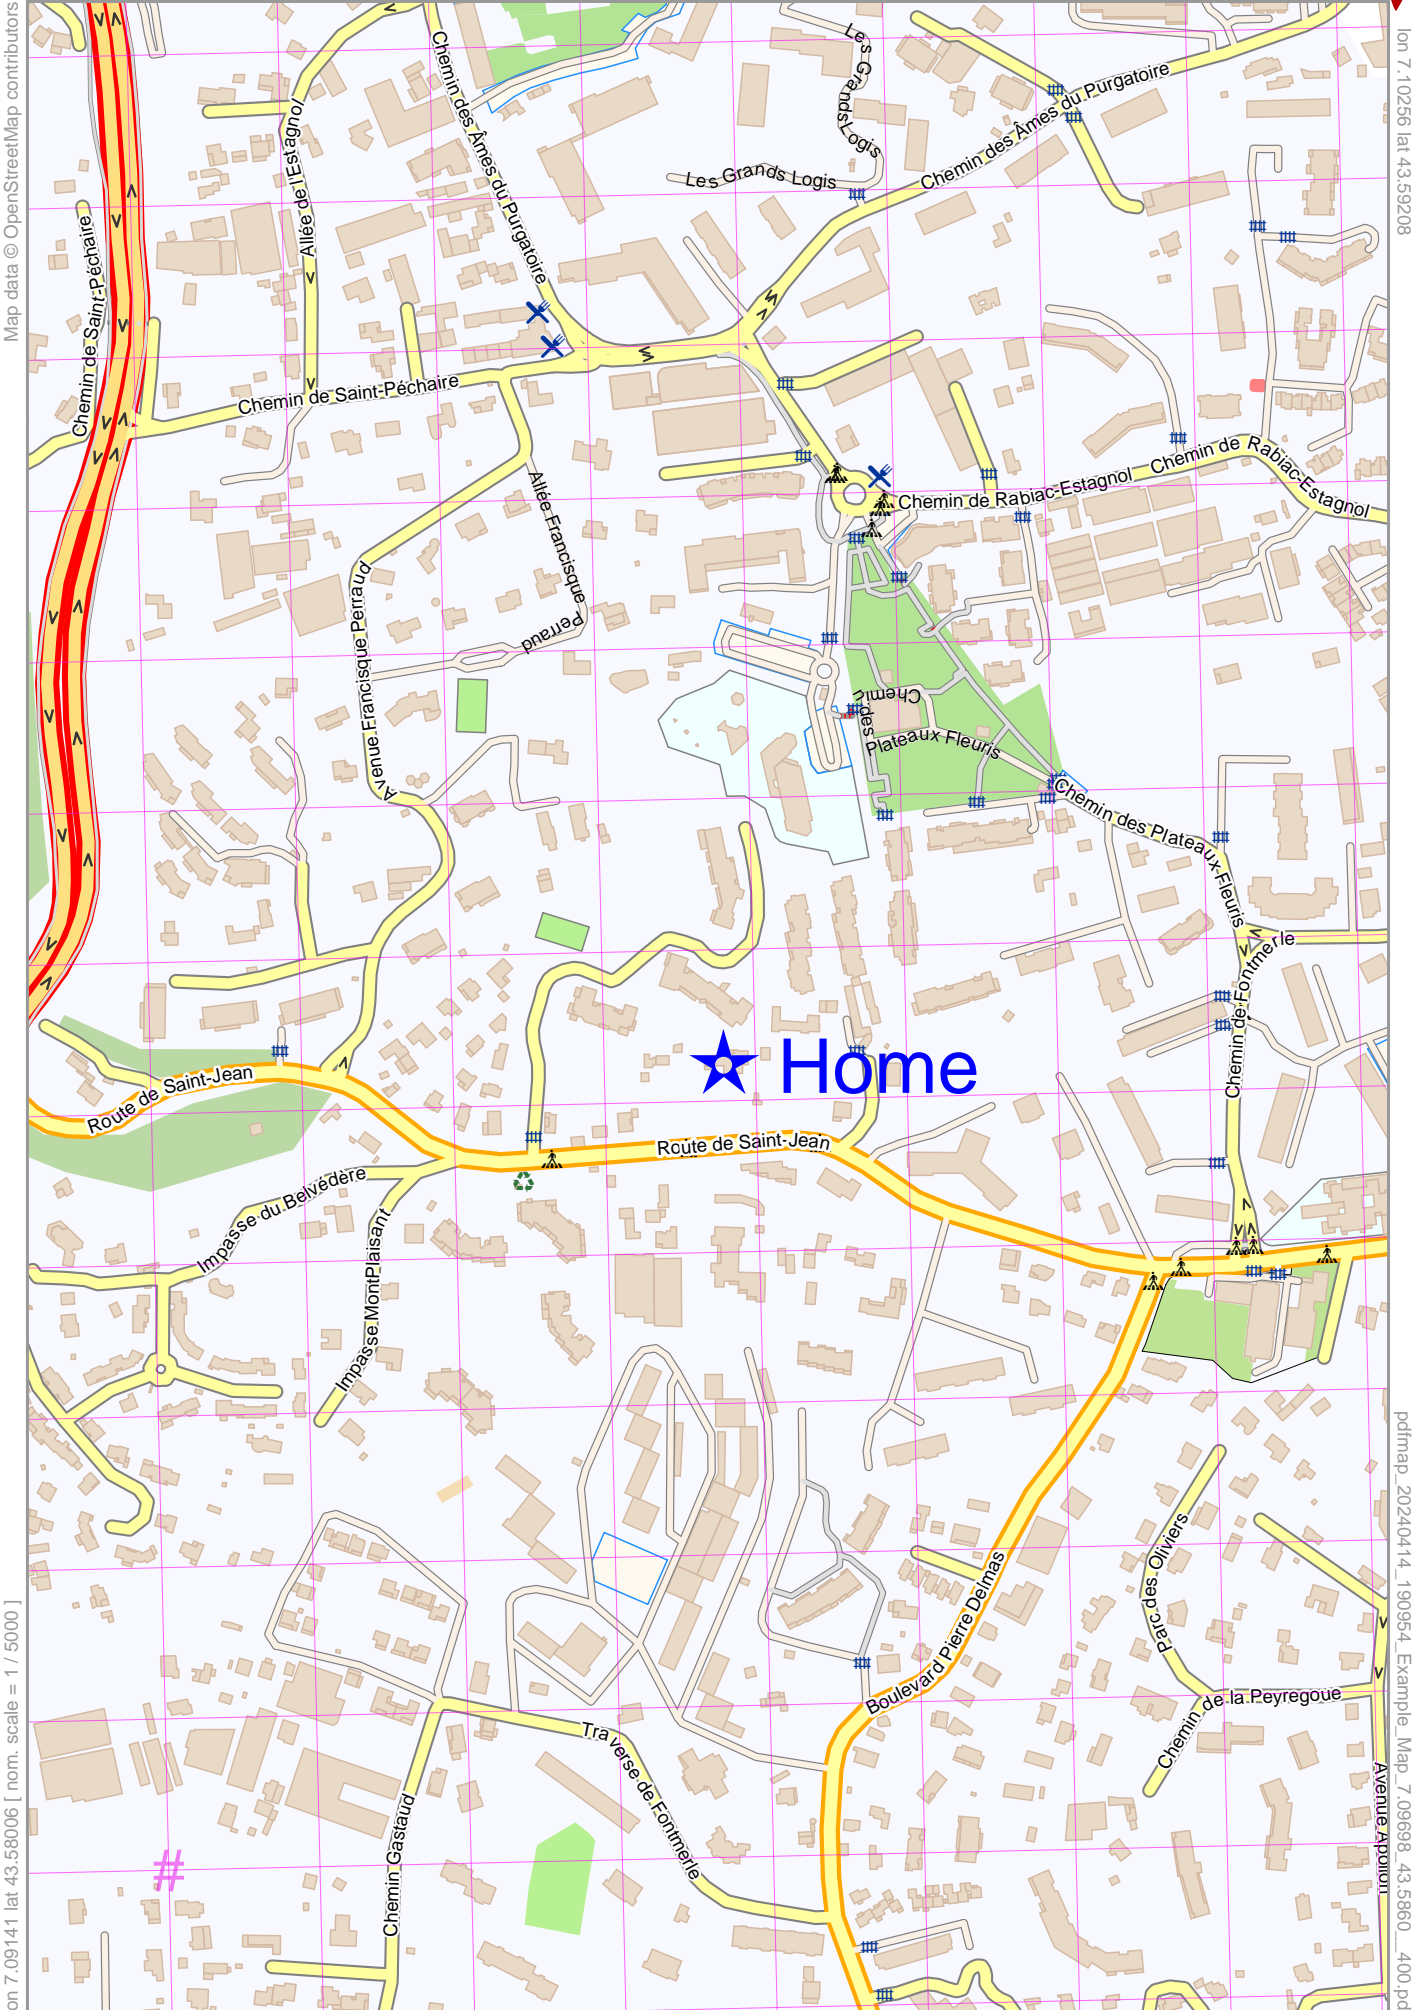 Map data © OpenStreetMap contributors
lon 7.10256 lat 43.59208
Chemin des Âmes du Purgatoire
Les Grands Logis
Chemin des Âmes du Purgatoire
Les Grands Logis
Allée de l'Estagnol
Chemin de Saint-Péchaire
Chemin de Saint-Péchaire
Chemin de Rabiac-Estagnol
Chemin de Rabiac-Estagnol
Allée Francisque Perraud
Avenue Francisque Perraud
Chemin des Plateaux Fleuris
Chemin des Plateaux Fleuris
Chemin de Fontmerle
Home
Route de Saint-Jean
Route de Saint-Jean
Impasse du Belvédère
Impasse MontPlaisant
Boulevard Pierre Delmas
Parc des Oliviers
Chemin de la Peyregoue
Traverse de Fontmerle
Chemin Gastaud
Avenue Apollon
#
on 7.09141 lat 43.58006 [ nom. scale = 1 / 5000 ]
pdfmap_20240414_190954_Example_Map_7.09698_43.5860__400.pd